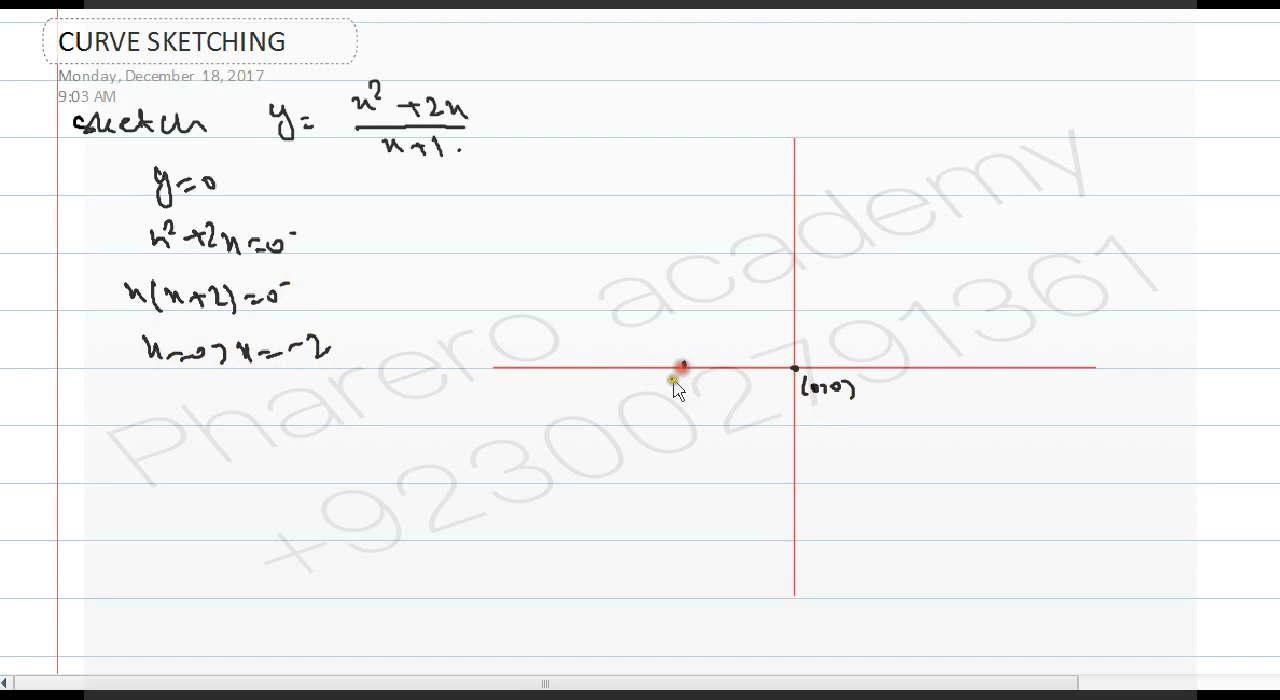 CURVE SKETCHING
Monday, December 18, 2017
9:03 AM
sketch y = x² + 2x / x + 1.
y = 0
x² + 2x = 0
x(x + 2) = 0
x = 0, x = -2
(0,0)
Pharero academy
+923002791361